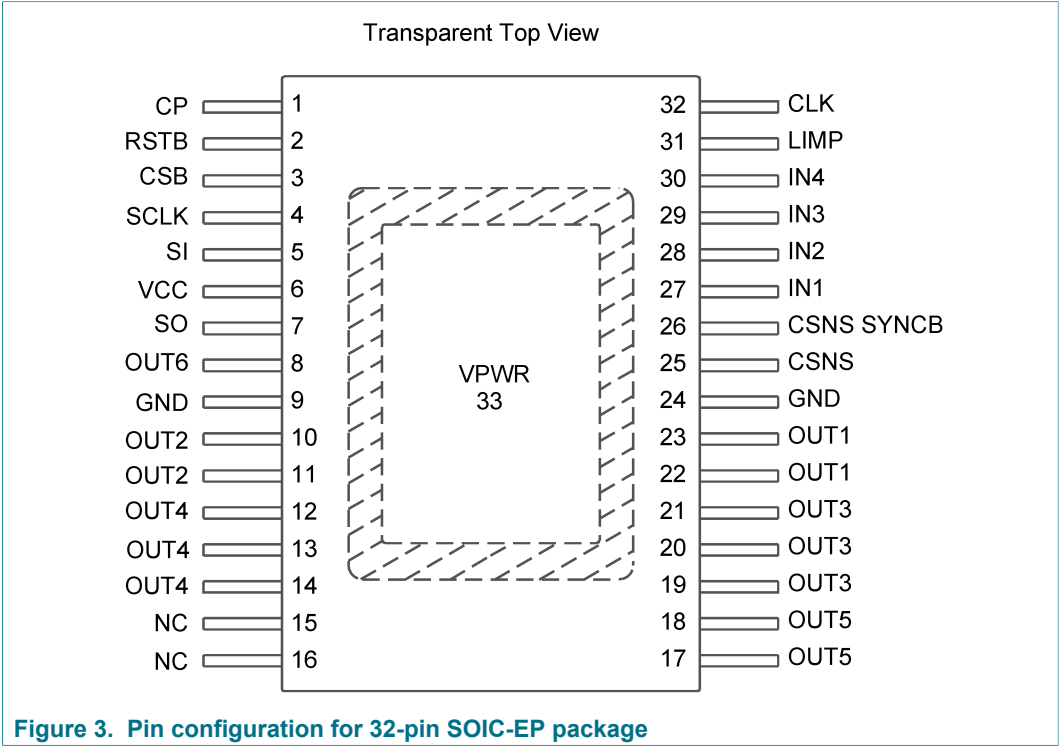 Transparent Top View
CP 1 32 CLK
RSTB 2 31 LIMP
CSB 3 30 IN4
SCLK 4 29 IN3
SI 5 28 IN2
VCC 6 27 IN1
SO 7 26 CSNS SYNCB
OUT6 8 25 CSNS
GND 9 24 GND
OUT2 10 23 OUT1
OUT2 11 22 OUT1
OUT4 12 21 OUT3
OUT4 13 20 OUT3
OUT4 14 19 OUT3
NC 15 18 OUT5
NC 16 17 OUT5
VPWR
33
Figure 3. Pin configuration for 32-pin SOIC-EP package